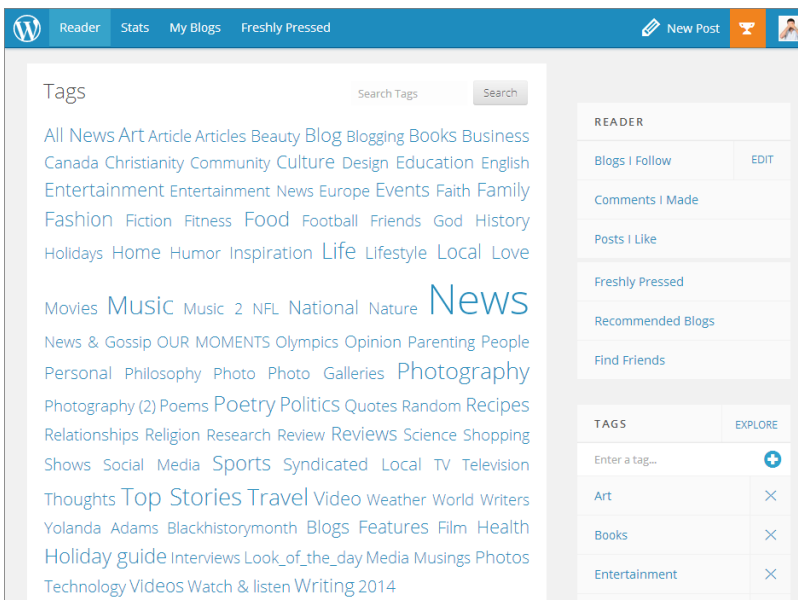 Reader Stats My Blogs Freshly Pressed New Post
Tags
Search Tags Search
All News Art Article Articles Beauty Blog Blogging Books Business
Canada Christianity Community Culture Design Education English
Entertainment Entertainment News Europe Events Faith Family
Fashion Fiction Fitness Food Football Friends God History
Holidays Home Humor Inspiration Life Lifestyle Local Love
Movies Music Music 2 NFL National Nature News
News & Gossip OUR MOMENTS Olympics Opinion Parenting People
Personal Philosophy Photo Photo Galleries Photography
Photography (2) Poems Poetry Politics Quotes Random Recipes
Relationships Religion Research Review Reviews Science Shopping
Shows Social Media Sports Syndicated Local TV Television
Thoughts Top Stories Travel Video Weather World Writers
Yolanda Adams Blackhistorymonth Blogs Features Film Health
Holiday guide Interviews Look_of_the_day Media Musings Photos
Technology Videos Watch & listen Writing 2014
READER
Blogs I Follow EDIT
Comments I Made
Posts I Like
Freshly Pressed
Recommended Blogs
Find Friends
TAGS EXPLORE
Enter a tag...
Art
Books
Entertainment